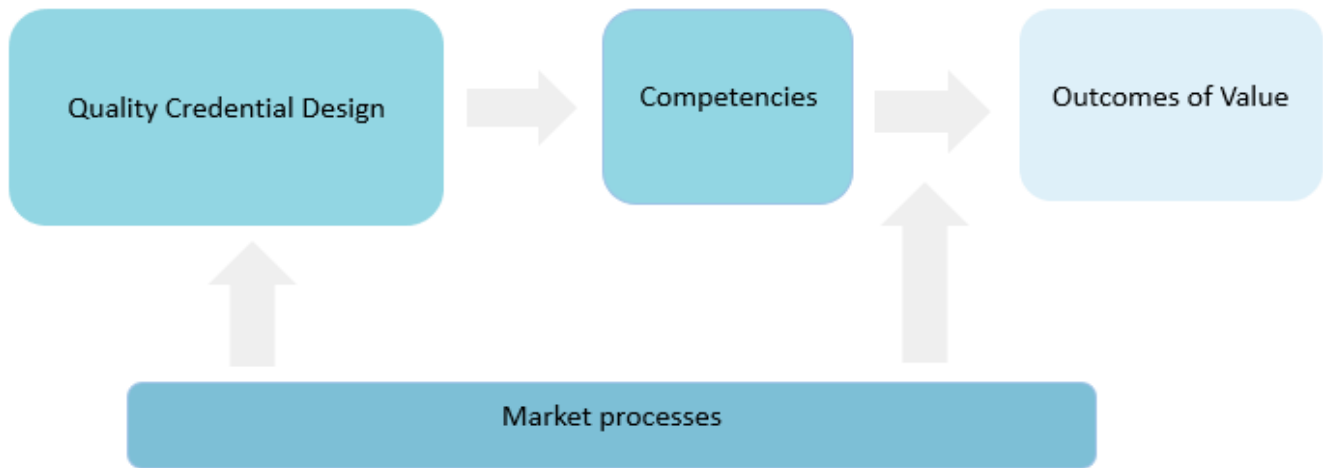 Quality Credential Design
Competencies
Outcomes of Value
Market processes